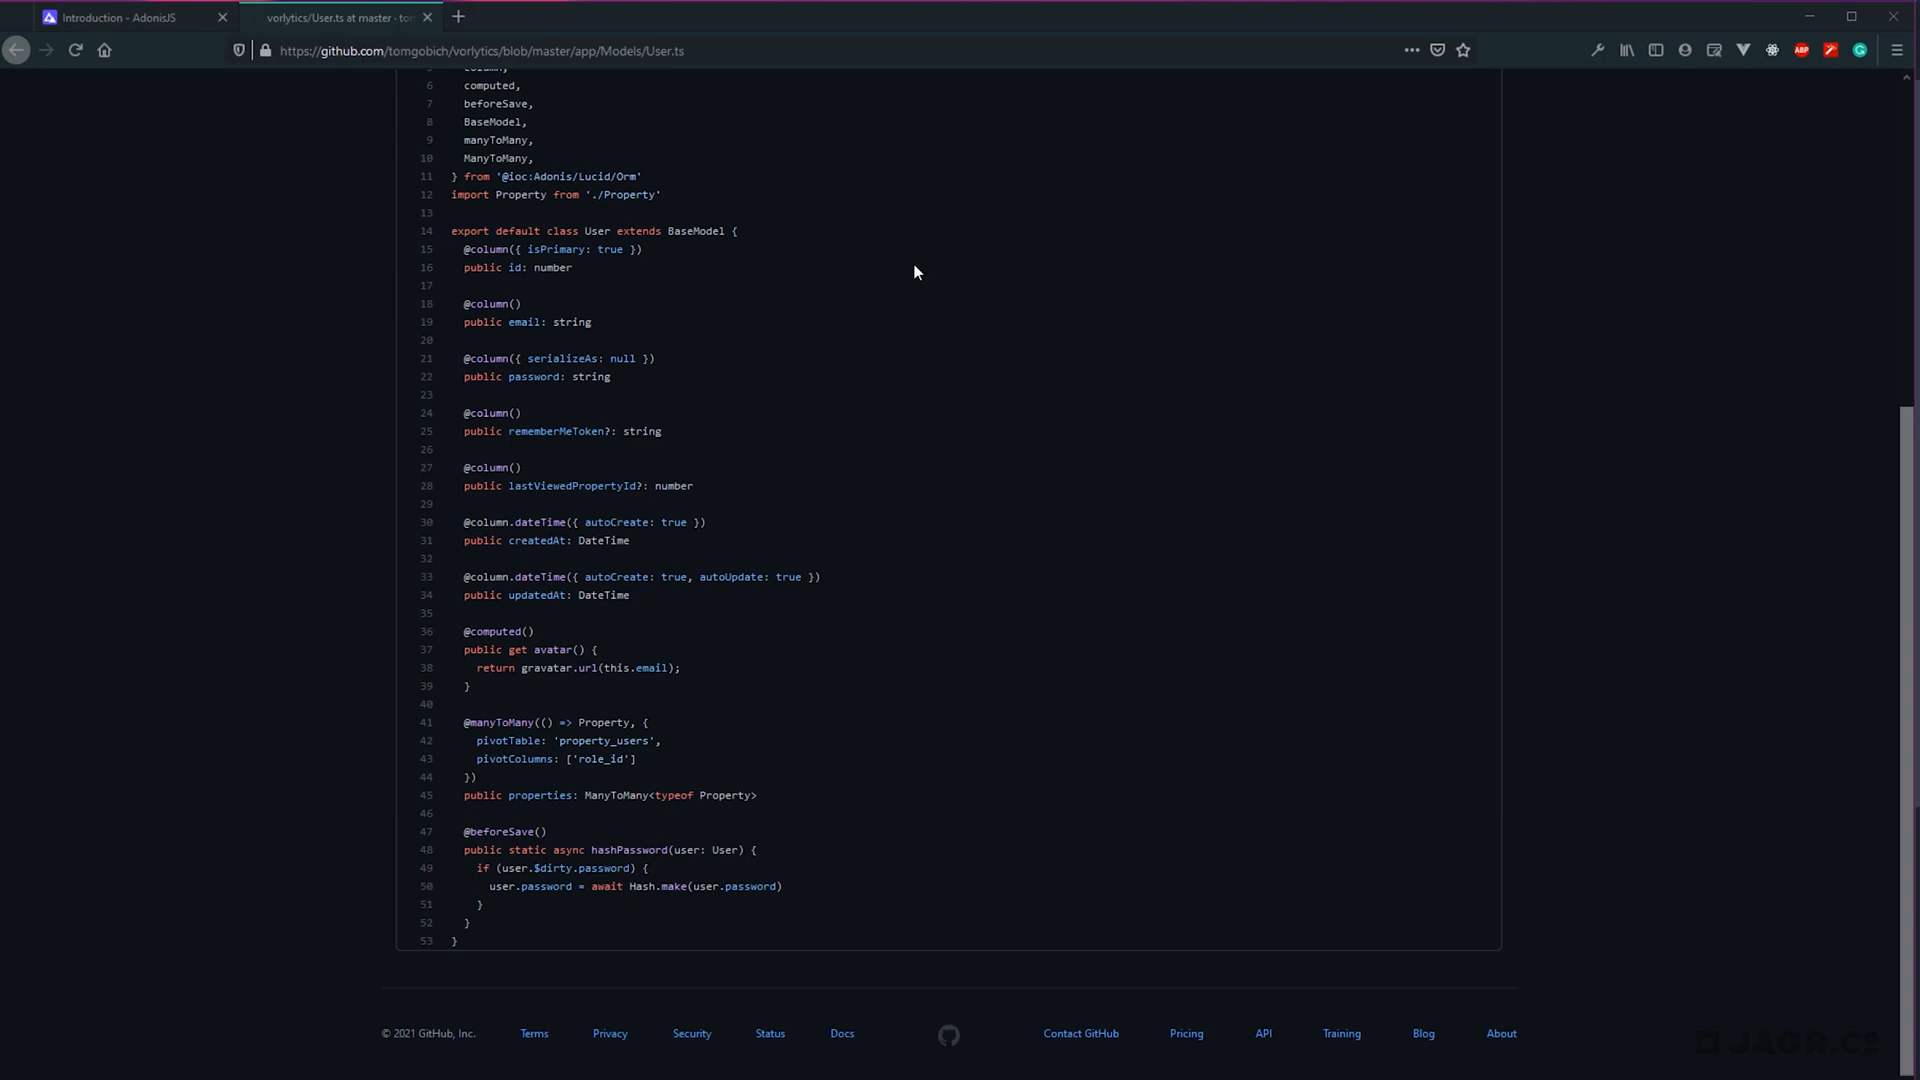 Introduction - AdonisJS
vorlytics/User.ts at master · tom
https://github.com/tomgobich/vorlytics/blob/master/app/Models/User.ts
ABP
6 computed,
7 beforeSave,
8 BaseModel,
9 manyToMany,
10 ManyToMany,
11 } from '@ioc:Adonis/Lucid/Orm'
12 import Property from './Property'
13
14 export default class User extends BaseModel {
15 @column({ isPrimary: true })
16 public id: number
17
18 @column()
19 public email: string
20
21 @column({ serializeAs: null })
22 public password: string
23
24 @column()
25 public rememberMeToken?: string
26
27 @column()
28 public lastViewedPropertyId?: number
29
30 @column.dateTime({ autoCreate: true })
31 public createdAt: DateTime
32
33 @column.dateTime({ autoCreate: true, autoUpdate: true })
34 public updatedAt: DateTime
35
36 @computed()
37 public get avatar() {
38 return gravatar.url(this.email);
39 }
40
41 @manyToMany(() => Property, {
42 pivotTable: 'property_users',
43 pivotColumns: ['role_id']
44 })
45 public properties: ManyToMany<typeof Property>
46
47 @beforeSave()
48 public static async hashPassword(user: User) {
49 if (user.$dirty.password) {
50 user.password = await Hash.make(user.password)
51 }
52 }
53 }
© 2021 GitHub, Inc. Terms Privacy Security Status Docs Contact GitHub Pricing API Training Blog About
JAGR.CO